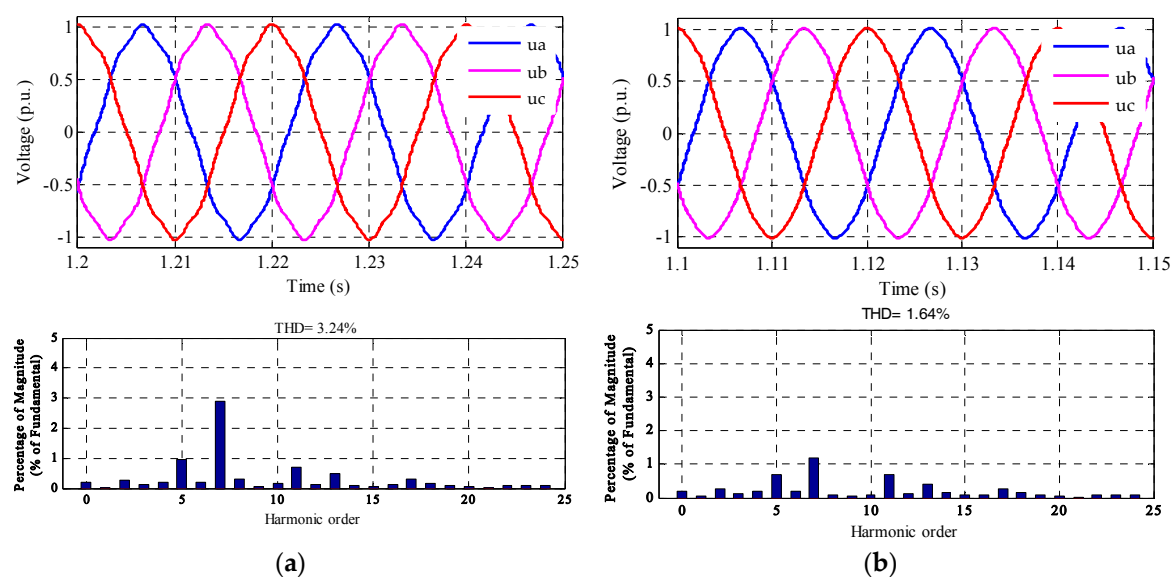 1
0.5
0
-0.5
-1
Voltage (p.u.)
ua
ub
uc
1.2 1.21 1.22 1.23 1.24 1.25
Time (s)
1
0.5
0
-0.5
-1
Voltage (p.u.)
ua
ub
uc
1.1 1.11 1.12 1.13 1.14 1.15
Time (s)
THD= 3.24%
5
4
3
2
1
0
Percentage of Magnitude
(% of Fundamental)
0 5 10 15 20 25
Harmonic order
THD= 1.64%
5
4
3
2
1
0
Percentage of Magnitude
(% of Fundamental)
0 5 10 15 20 25
Harmonic order
(a)
(b)